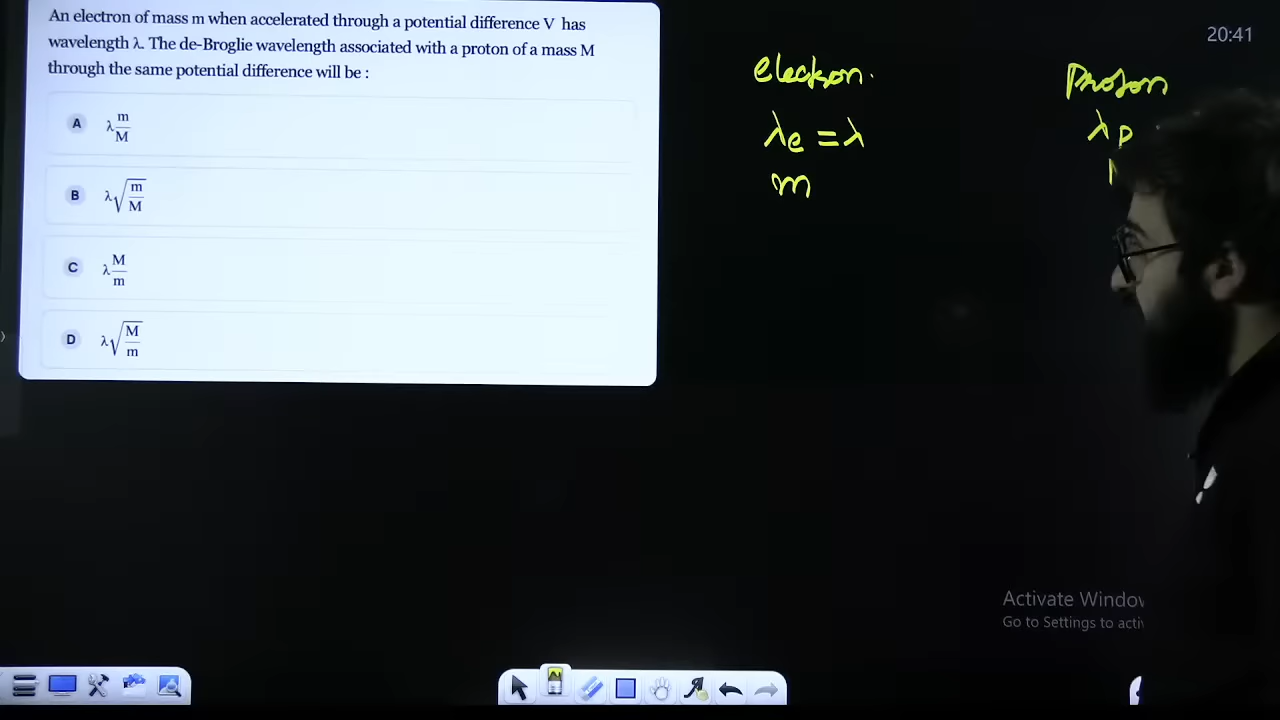 An electron of mass m when accelerated through a potential difference V has
wavelength λ. The de-Broglie wavelength associated with a proton of a mass M
through the same potential difference will be :
A λ m/M
B λ √(m/M)
C λ M/m
D λ √(M/m)
20:41
electron.
λe = λ
m
Proton
λp
Activate Window
Go to Settings to activ